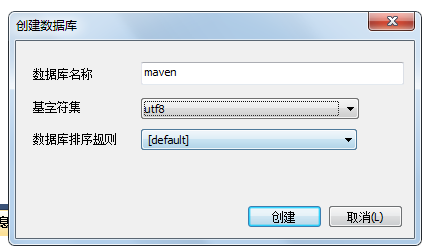 创建数据库
数据库名称 maven
基字符集 utf8
数据库排序规则 [default]
创建 取消(L)
息